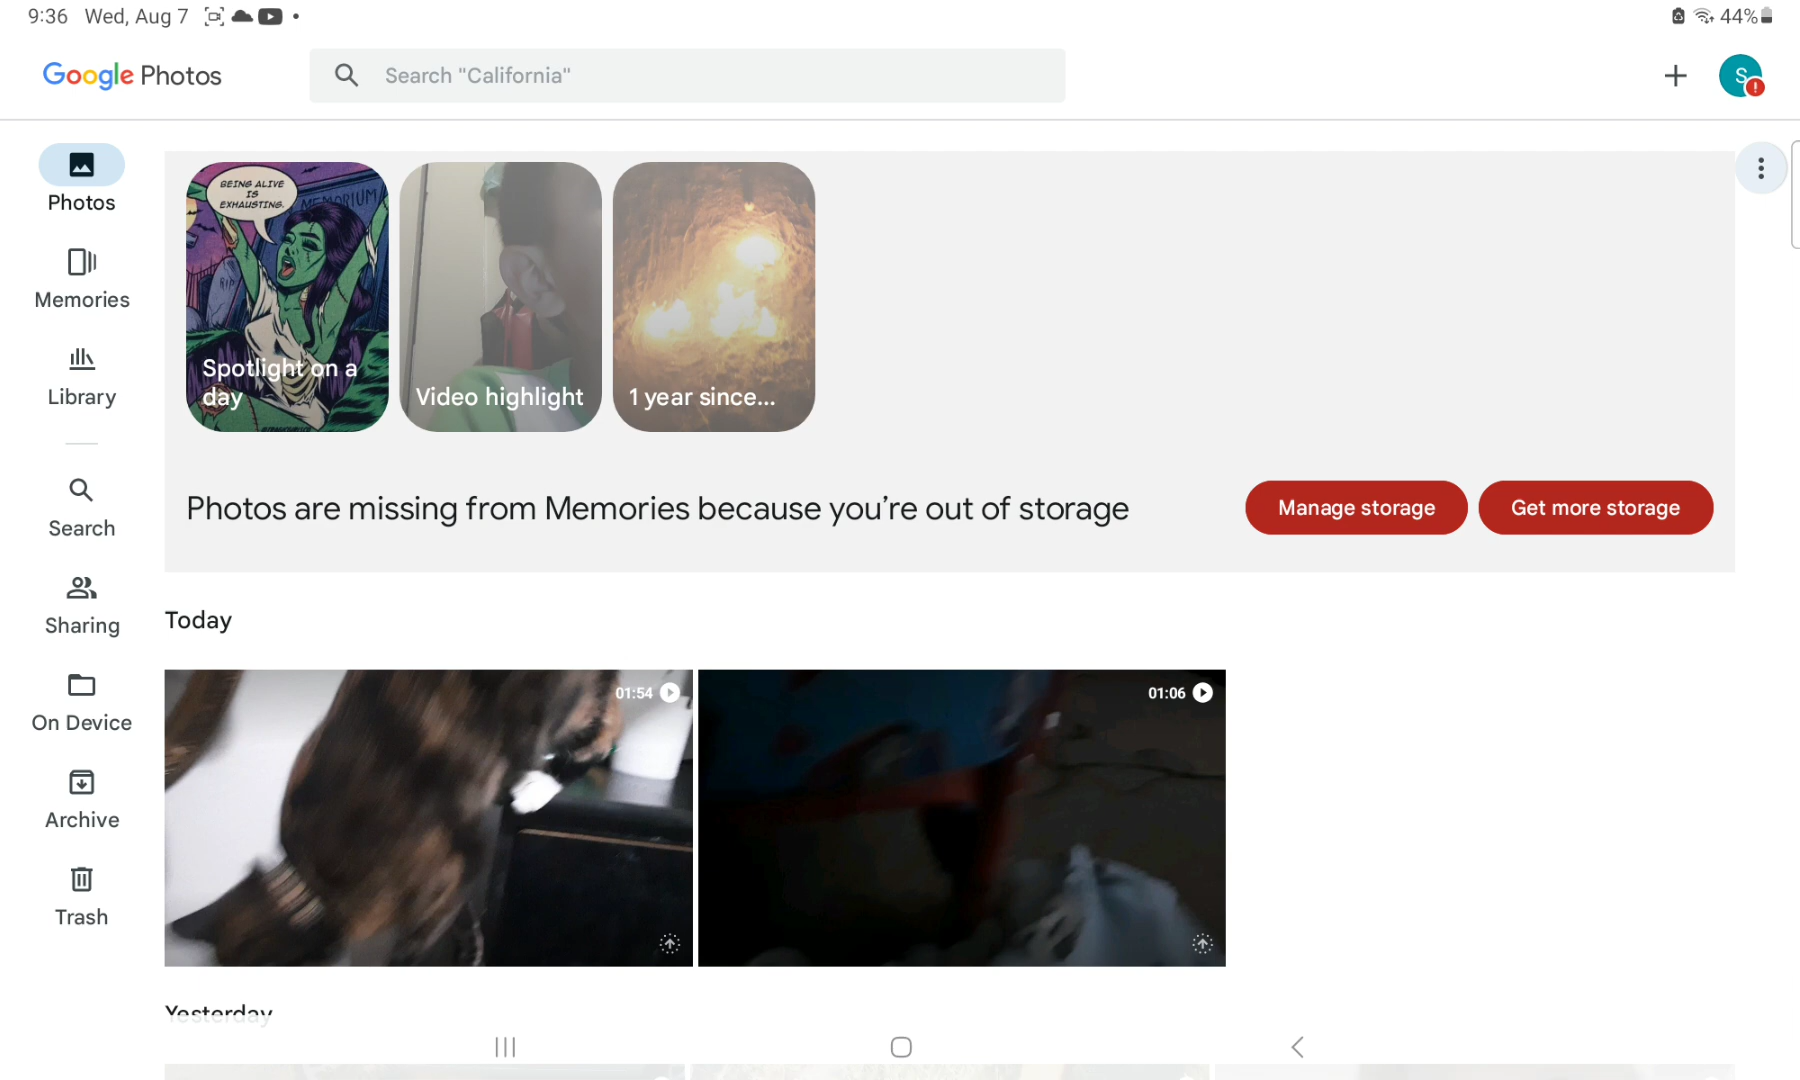 9:36 Wed, Aug 7
44%
Google Photos
Search "California"
S
Photos
Memories
Library
Search
Sharing
On Device
Archive
Trash
BEING ALIVE
IS
EXHAUSTING.
MEMORIUM
RIP
Spotlight on a
day
Video highlight
1 year since...
Photos are missing from Memories because you’re out of storage
Manage storage
Get more storage
Today
01:54
01:06
Yesterday